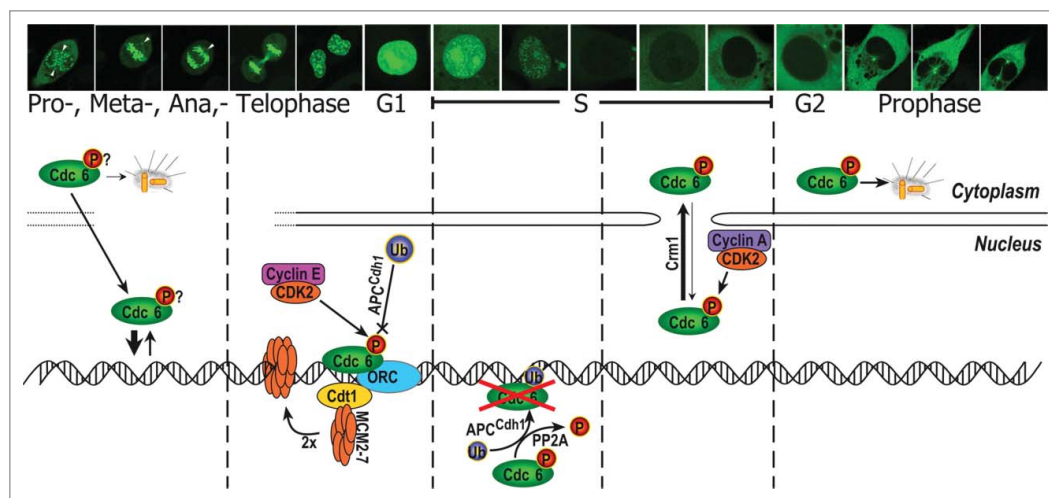 Pro-, Meta-, Ana,- Telophase G1 S G2 Prophase
Cdc 6 P ?
Cdc 6 P
Cdc 6 P
Cytoplasm
Nucleus
Ub
Cyclin E
CDK2
APC^Cdh1
Crm1
Cyclin A
CDK2
Cdc 6 P ?
Cdc 6 P
Cdc 6 P
ORC
Cdt1
MCM2-7
2x
Ub
Cdc 6
APC^Cdh1
PP2A
P
Ub
Cdc 6 P